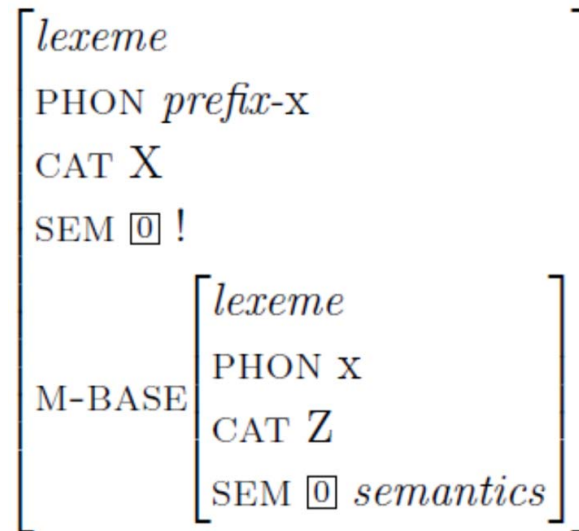 lexeme
PHON prefix-x
CAT X
SEM 0 !
M-BASE
lexeme
PHON x
CAT Z
SEM 0 semantics